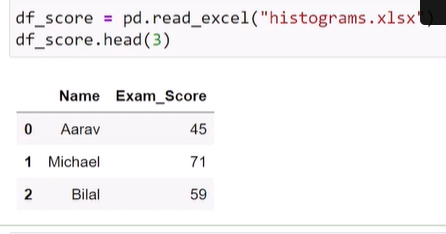 df_score = pd.read_excel("histograms.xlsx")
df_score.head(3)
Name Exam_Score
0 Aarav 45
1 Michael 71
2 Bilal 59